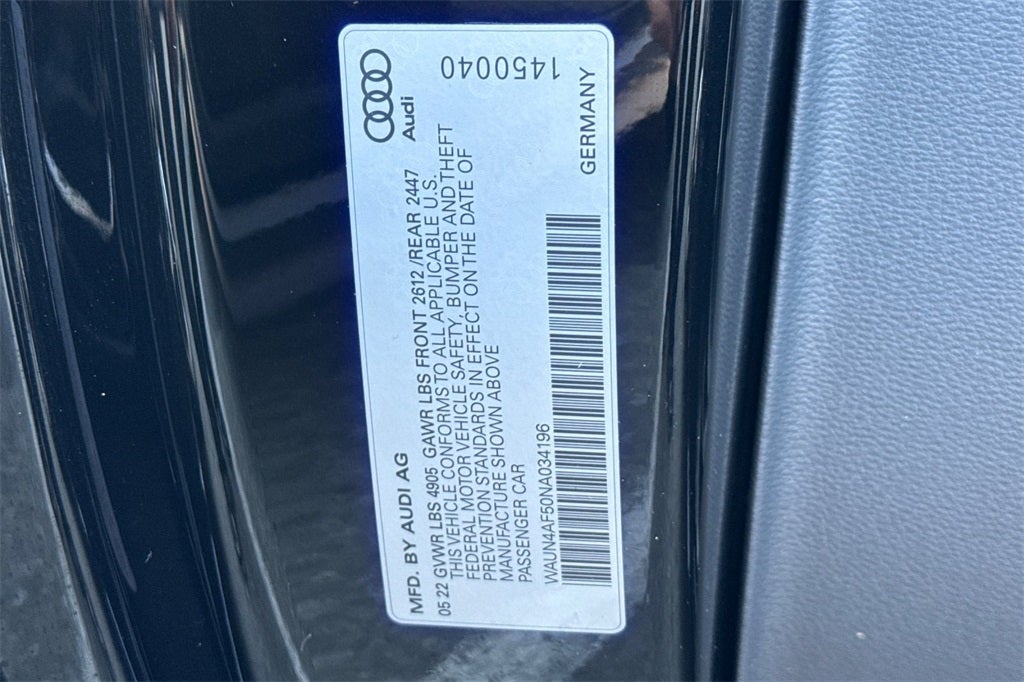 MFD. BY AUDI AG
Audi
05 22 GVWR LBS 4905 GAWR LBS FRONT 2612 /REAR 2447
THIS VEHICLE CONFORMS TO ALL APPLICABLE U.S.
FEDERAL MOTOR VEHICLE SAFETY, BUMPER AND THEFT
PREVENTION STANDARDS IN EFFECT ON THE DATE OF
MANUFACTURE SHOWN ABOVE
PASSENGER CAR
WAUN4AF50NA034196
GERMANY
1450040